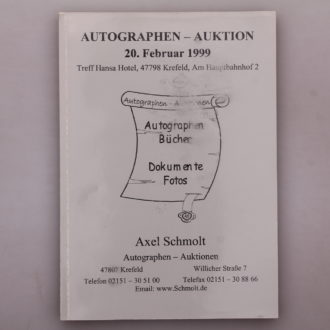 AUTOGRAPHEN – AUKTION
20. Februar 1999
Treff Hansa Hotel, 47798 Krefeld, Am Hauptbahnhof 2
Autographen - Auktionen
Autographen
Bücher
Dokumente
Fotos
Axel Schmolt
Autographen – Auktionen
47807 Krefeld Willicher Straße 7
Telefon 02151 – 30 51 00 Telefax 02151 – 30 88 66
Email: www.Schmolt.de